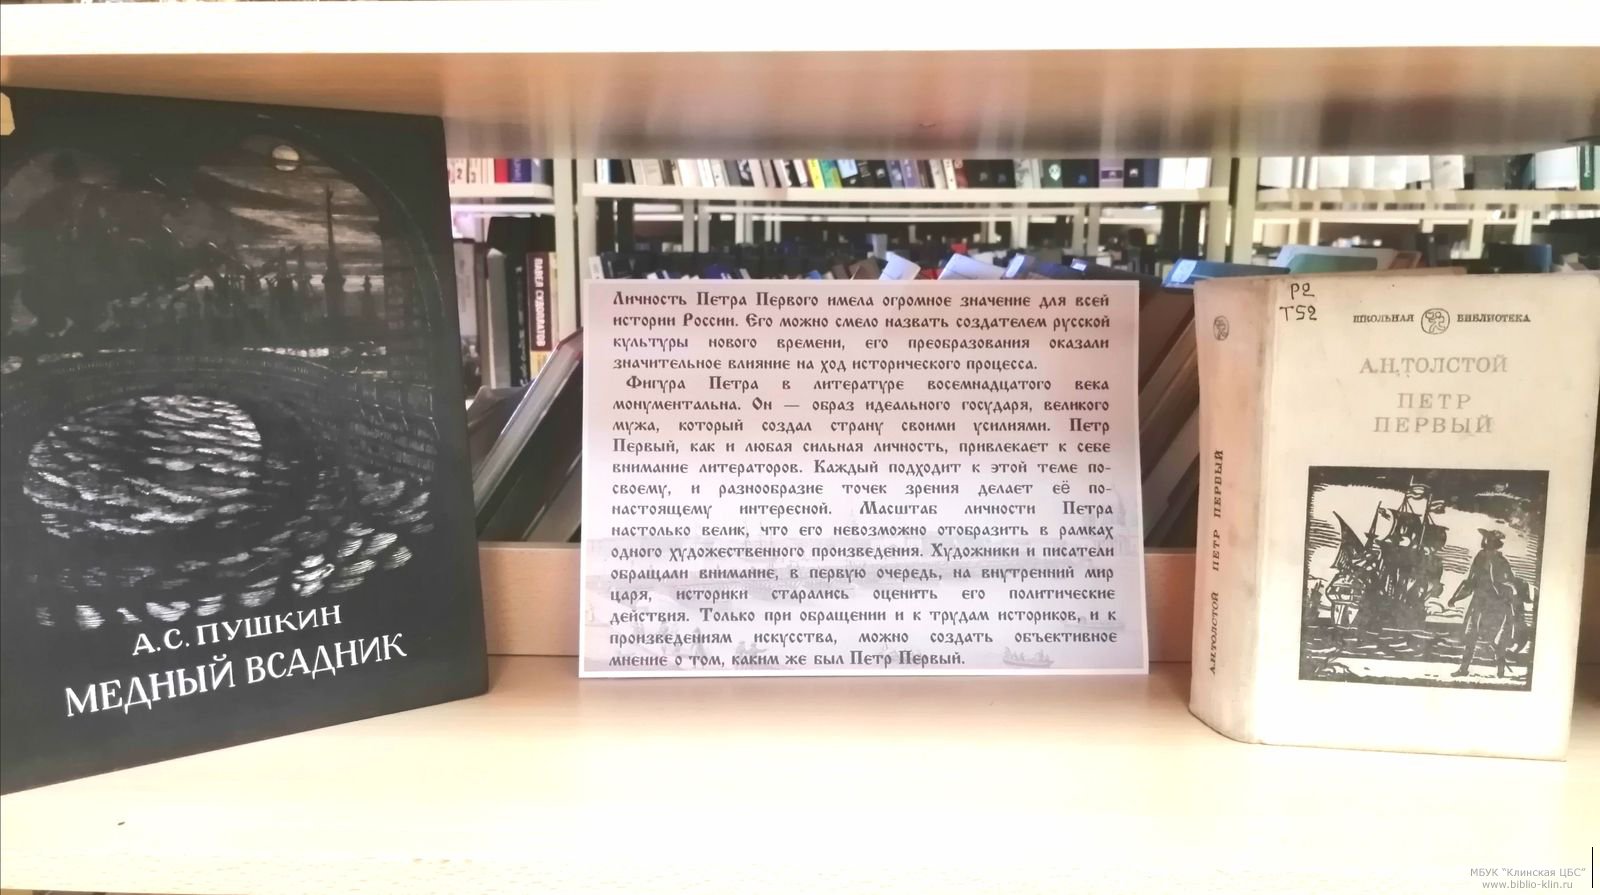 А.С. ПУШКИН
МЕДНЫЙ ВСАДНИК
ПАВЕЛ СУДОПЛАТОВ
Личность Петра Первого имела огромное значение для всей
истории России. Его можно смело назвать создателем русской
культуры нового времени, его преобразования оказали
значительное влияние на ход исторического процесса.
Фигура Петра в литературе восемнадцатого века
монументальна. Он — образ идеального государя, великого
мужа, который создал страну своими усилиями. Петр
Первый, как и любая сильная личность, привлекает к себе
внимание литераторов. Каждый подходит к этой теме по-
своему, и разнообразие точек зрения делает её по-
настоящему интересной. Масштаб личности Петра
настолько велик, что его невозможно отобразить в рамках
одного художественного произведения. Художники и писатели
обращали внимание, в первую очередь, на внутренний мир
царя, историки старались оценить его политические
действия. Только при обращении и к трудам историков, и к
произведениям искусства, можно создать объективное
мнение о том, каким же был Петр Первый.
А.Н.ТОЛСТОЙ ПЕТР ПЕРВЫЙ
Р2
Т52
ШКОЛЬНАЯ БИБЛИОТЕКА
А.Н.ТОЛСТОЙ
ПЕТР
ПЕРВЫЙ
МБУК "Клинская ЦБС"
www.biblio-klin.ru